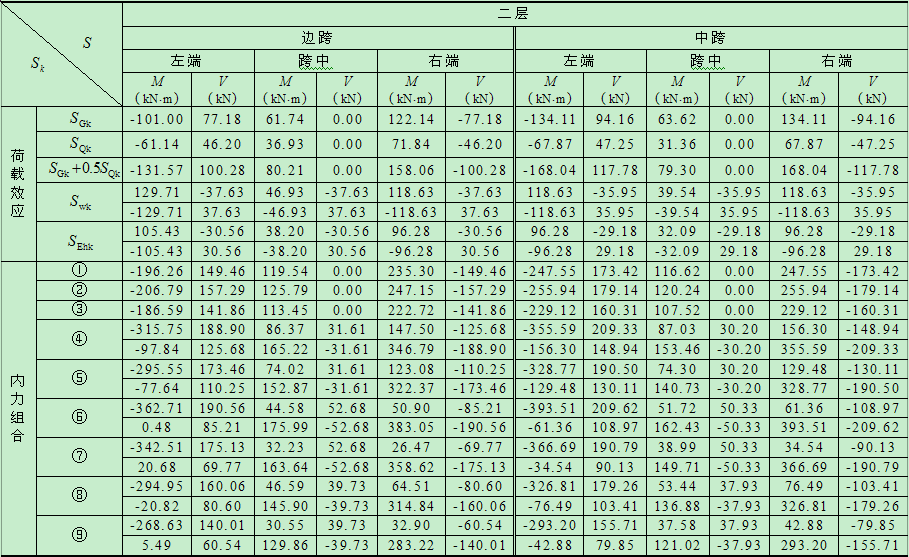 S
S_k
二层
边跨 中跨
左端 跨中 右端 左端 跨中 右端
M V M V M V M V M V M V
(kN·m) (kN) (kN·m) (kN) (kN·m) (kN) (kN·m) (kN) (kN·m) (kN) (kN·m) (kN)
荷载效应
S_Gk -101.00 77.18 61.74 0.00 122.14 -77.18 -134.11 94.16 63.62 0.00 134.11 -94.16
S_Qk -61.14 46.20 36.93 0.00 71.84 -46.20 -67.87 47.25 31.36 0.00 67.87 -47.25
S_Gk+0.5S_Qk -131.57 100.28 80.21 0.00 158.06 -100.28 -168.04 117.78 79.30 0.00 168.04 -117.78
S_wk 129.71 -37.63 46.93 -37.63 118.63 -37.63 118.63 -35.95 39.54 -35.95 118.63 -35.95
-129.71 37.63 -46.93 37.63 -118.63 37.63 -118.63 35.95 -39.54 35.95 -118.63 35.95
S_Ehk 105.43 -30.56 38.20 -30.56 96.28 -30.56 96.28 -29.18 32.09 -29.18 96.28 -29.18
-105.43 30.56 -38.20 30.56 -96.28 30.56 -96.28 29.18 -32.09 29.18 -96.28 29.18
内力组合
① -196.26 149.46 119.54 0.00 235.30 -149.46 -247.55 173.42 116.62 0.00 247.55 -173.42
② -206.79 157.29 125.79 0.00 247.15 -157.29 -255.94 179.14 120.24 0.00 255.94 -179.14
③ -186.59 141.86 113.45 0.00 222.72 -141.86 -229.12 160.31 107.52 0.00 229.12 -160.31
④ -315.75 188.90 86.37 31.61 147.50 -125.68 -355.59 209.33 87.03 30.20 156.30 -148.94
-97.84 125.68 165.22 -31.61 346.79 -188.90 -156.30 148.94 153.46 -30.20 355.59 -209.33
⑤ -295.55 173.46 74.02 31.61 123.08 -110.25 -328.77 190.50 74.30 30.20 129.48 -130.11
-77.64 110.25 152.87 -31.61 322.37 -173.46 -129.48 130.11 140.73 -30.20 328.77 -190.50
⑥ -362.71 190.56 44.58 52.68 50.90 -85.21 -393.51 209.62 51.72 50.33 61.36 -108.97
0.48 85.21 175.99 -52.68 383.05 -190.56 -61.36 108.97 162.43 -50.33 393.51 -209.62
⑦ -342.51 175.13 32.23 52.68 26.47 -69.77 -366.69 190.79 38.99 50.33 34.54 -90.13
20.68 69.77 163.64 -52.68 358.62 -175.13 -34.54 90.13 149.71 -50.33 366.69 -190.79
⑧ -294.95 160.06 46.59 39.73 64.51 -80.60 -326.81 179.26 53.44 37.93 76.49 -103.41
-20.82 80.60 145.90 -39.73 314.84 -160.06 -76.49 103.41 136.88 -37.93 326.81 -179.26
⑨ -268.63 140.01 30.55 39.73 32.90 -60.54 -293.20 155.71 37.58 37.93 42.88 -79.85
5.49 60.54 129.86 -39.73 283.22 -140.01 -42.88 79.85 121.02 -37.93 293.20 -155.71